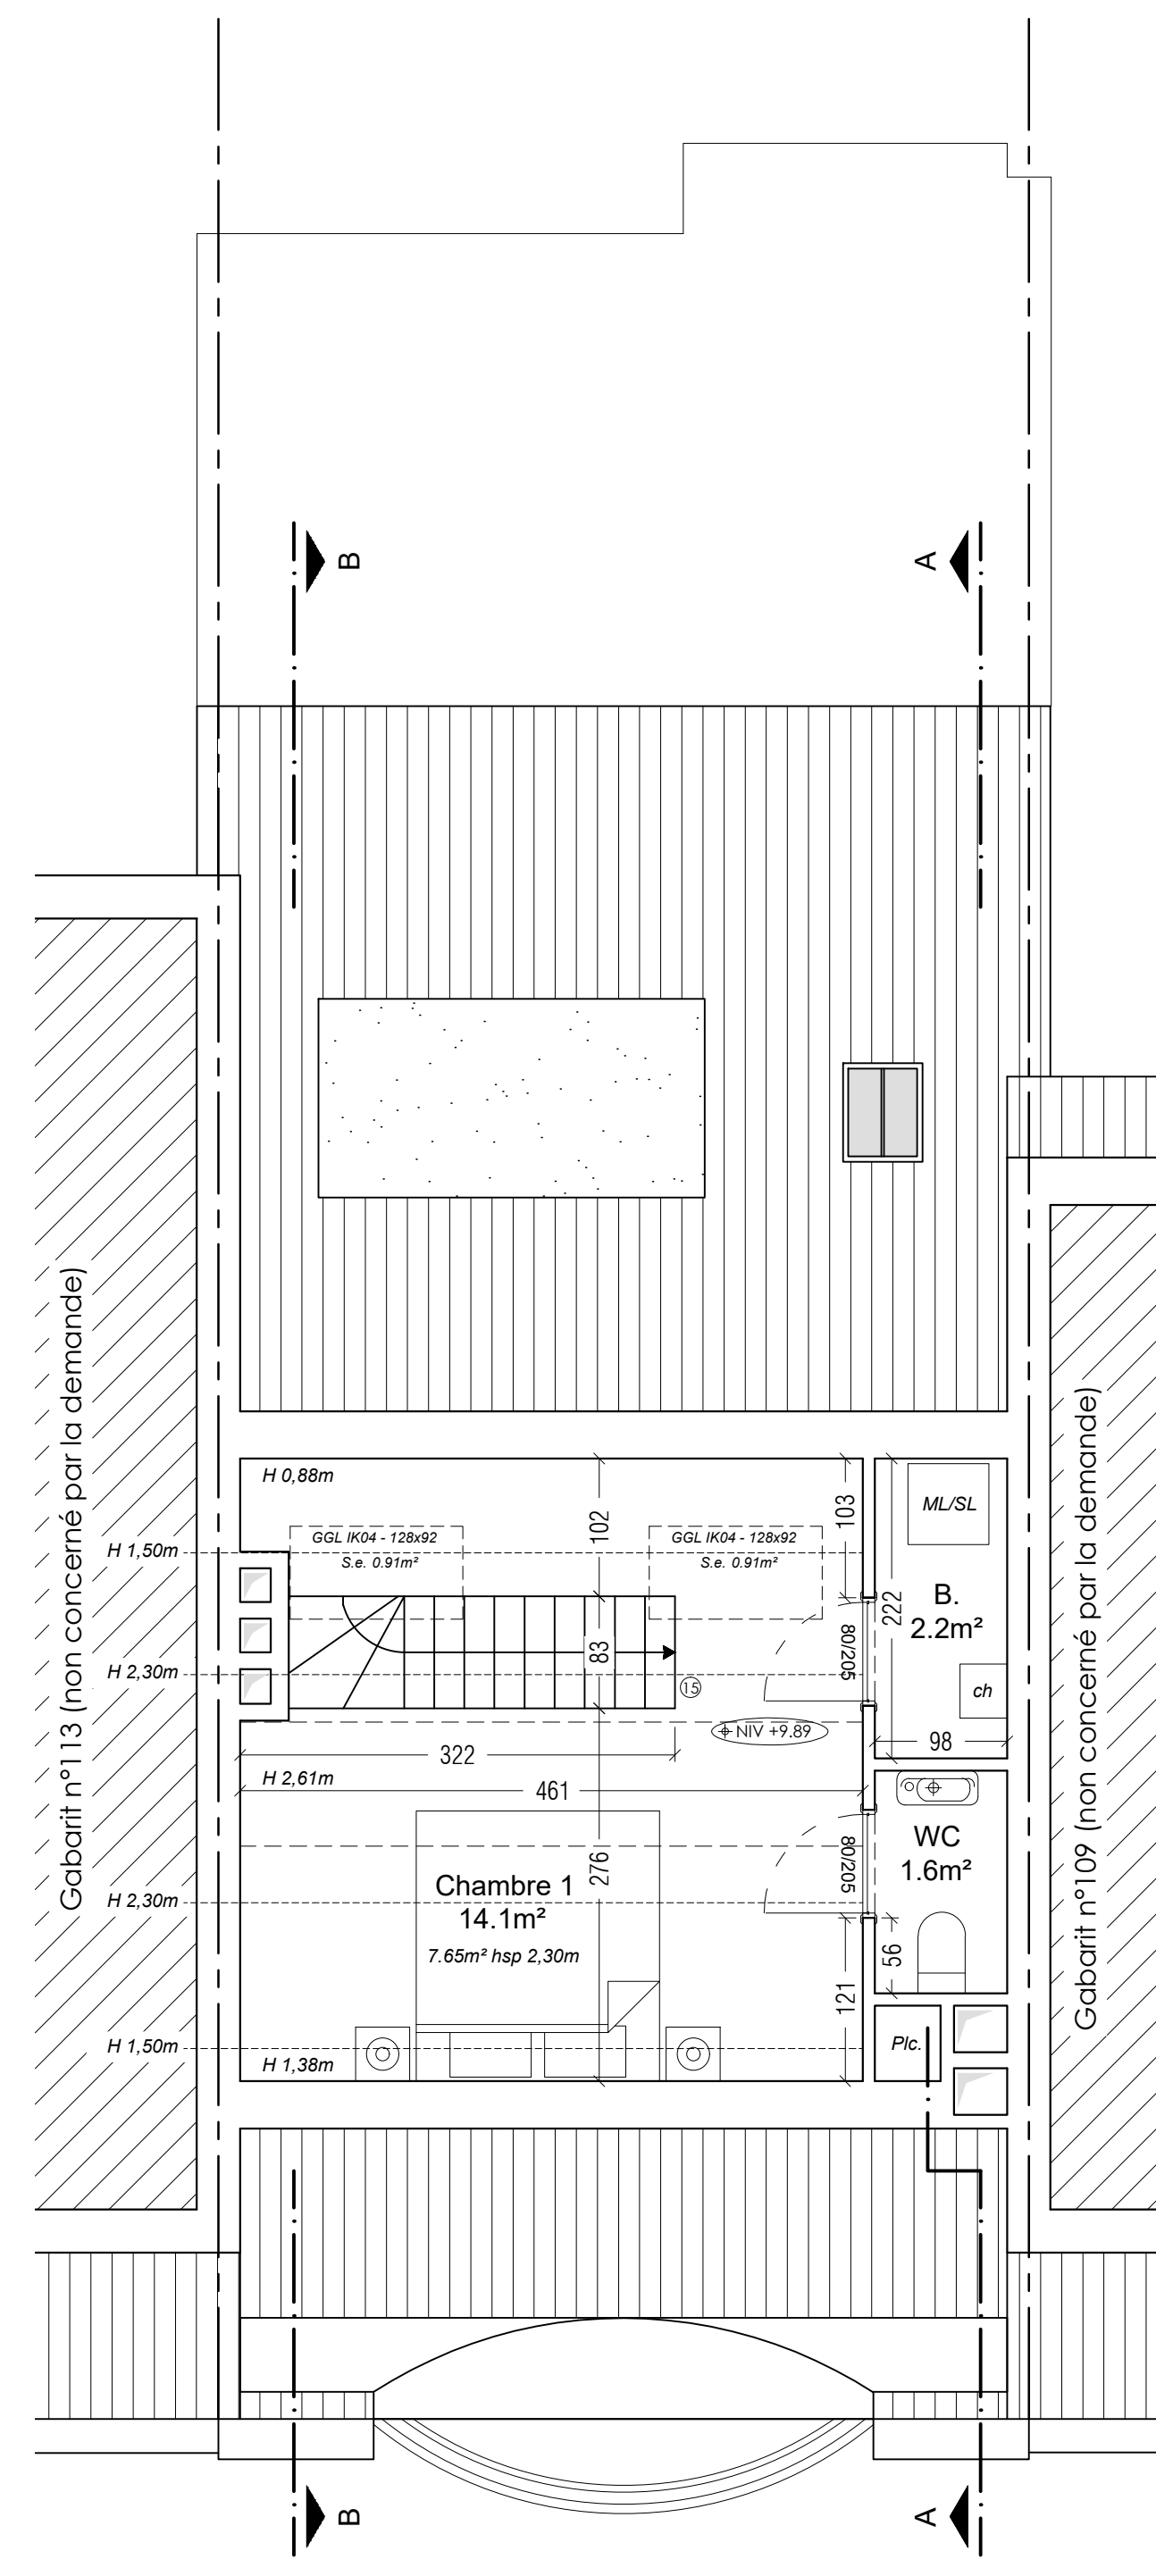 B
A
Gabarit n°113 (non concerné par la demande)
Gabarit n°109 (non concerné par la demande)
H 0,88m
H 1,50m
GGL IK04 - 128x92
S.e. 0.91m²
GGL IK04 - 128x92
S.e. 0.91m²
102
103
ML/SL
B.
2.2m²
222
83
80/205
H 2,30m
15
ch
NIV +9.89
98
322
H 2,61m
461
WC
1.6m²
80/205
276
Chambre 1
14.1m²
7.65m² hsp 2,30m
H 2,30m
56
121
Plc.
H 1,50m
H 1,38m
B
A